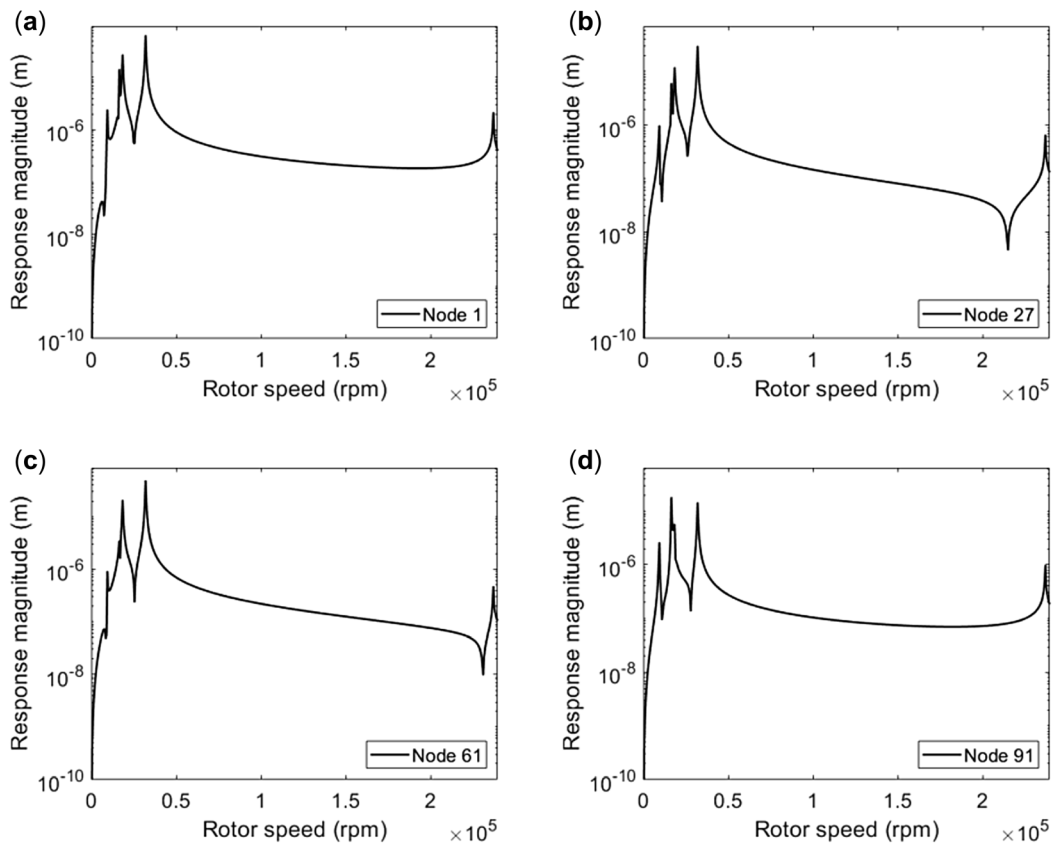 (a)
Response magnitude (m)
10^-6
10^-8
10^-10
0
0.5
1
1.5
2
×10^5
Rotor speed (rpm)
Node 1
(b)
Response magnitude (m)
10^-6
10^-8
10^-10
0
0.5
1
1.5
2
×10^5
Rotor speed (rpm)
Node 27
(c)
Response magnitude (m)
10^-6
10^-8
10^-10
0
0.5
1
1.5
2
×10^5
Rotor speed (rpm)
Node 61
(d)
Response magnitude (m)
10^-6
10^-8
10^-10
0
0.5
1
1.5
2
×10^5
Rotor speed (rpm)
Node 91